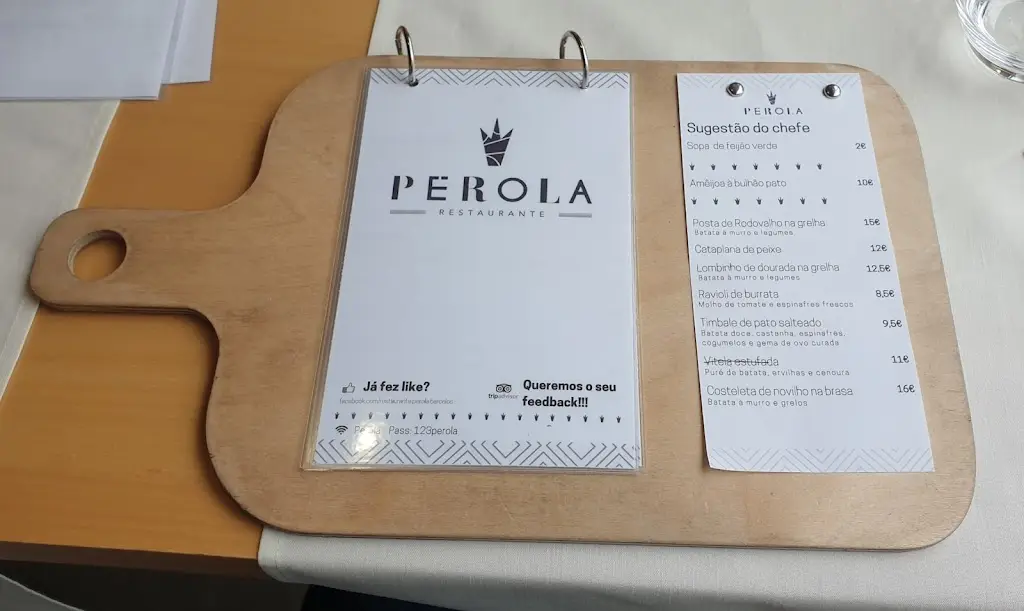 PEROLA
RESTAURANTE
Já fez like?
tripadvisor
Queremos o seu
feedback!!!
Pass: 123perola
PEROLA
Sugestão do chefe
Sopa de feijão verde 2€
Amêijoa à bulhão pato 10€
Posta de Rodovalho na grelha 15€
Batata à murro e legumes
Cataplana de peixe 12€
Lombinho de dourada na grelha 12,5€
Batata à murro e legumes
Ravioli de burrata 8,5€
Molho de tomate e espinafres frescos
Timbale de pato salteado 9,5€
Batata doce, castanha, espinafres,
cogumelos e gema de ovo curada
Vitela estufada 11€
Puré de batata, ervilhas e cenoura
Costeleta de novilho na brasa 16€
Batata à murro e grelos